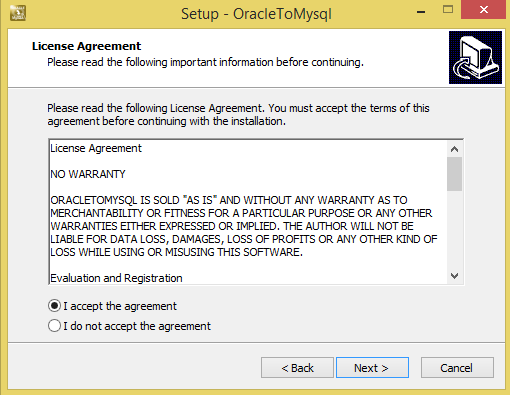 Setup - OracleToMysql
License Agreement
Please read the following important information before continuing.
Please read the following License Agreement. You must accept the terms of this
agreement before continuing with the installation.
License Agreement
NO WARRANTY
ORACLETOMYSQL IS SOLD "AS IS" AND WITHOUT ANY WARRANTY AS TO
MERCHANTABILITY OR FITNESS FOR A PARTICULAR PURPOSE OR ANY OTHER
WARRANTIES EITHER EXPRESSED OR IMPLIED. THE AUTHOR WILL NOT BE
LIABLE FOR DATA LOSS, DAMAGES, LOSS OF PROFITS OR ANY OTHER KIND OF
LOSS WHILE USING OR MISUSING THIS SOFTWARE.
Evaluation and Registration
I accept the agreement
I do not accept the agreement
< Back Next > Cancel